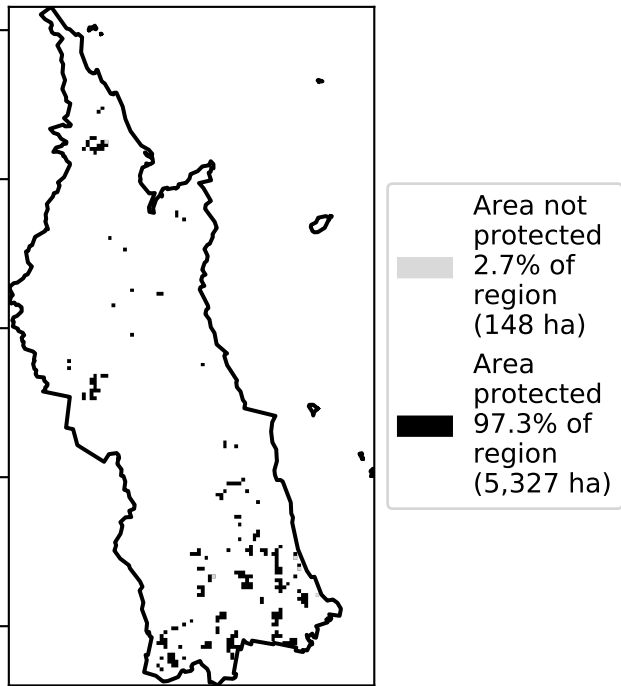 Area not
protected
2.7% of
region
(148 ha)
Area
protected
97.3% of
region
(5,327 ha)